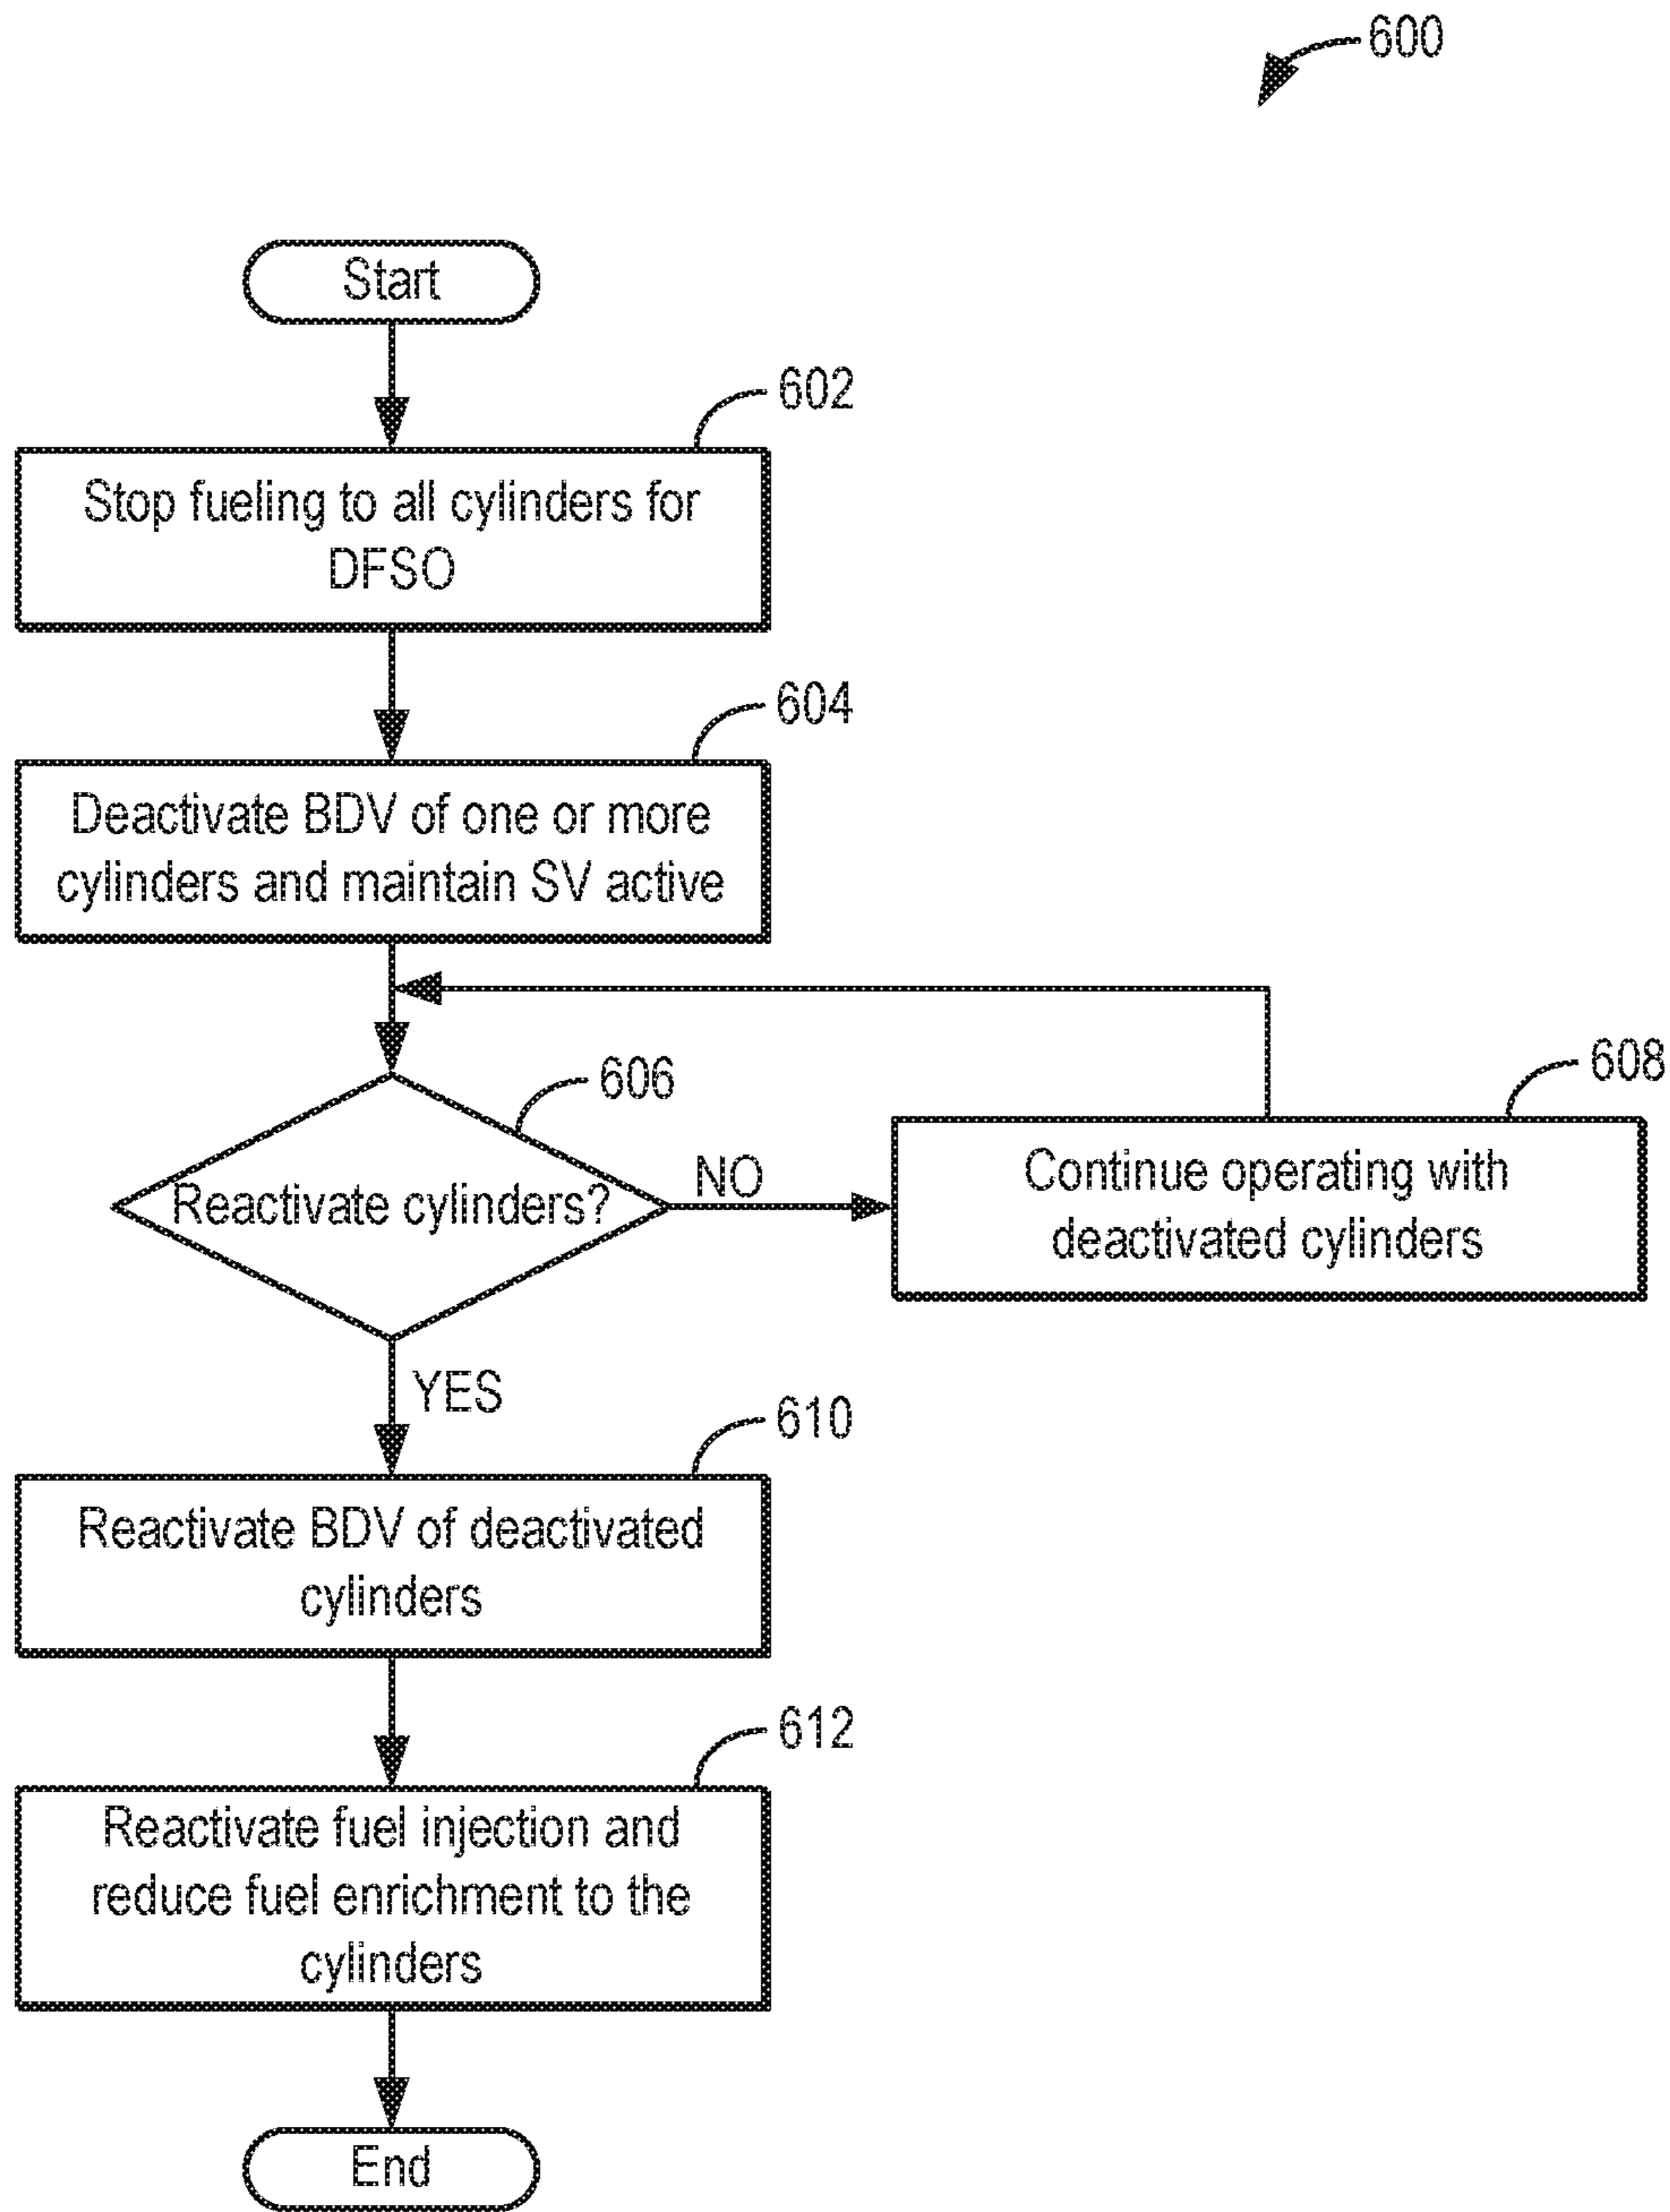 600
Start
602
Stop fueling to all cylinders for
DFSO
604
Deactivate BDV of one or more
cylinders and maintain SV active
606
Reactivate cylinders?
NO
608
Continue operating with
deactivated cylinders
YES
610
Reactivate BDV of deactivated
cylinders
612
Reactivate fuel injection and
reduce fuel enrichment to the
cylinders
End